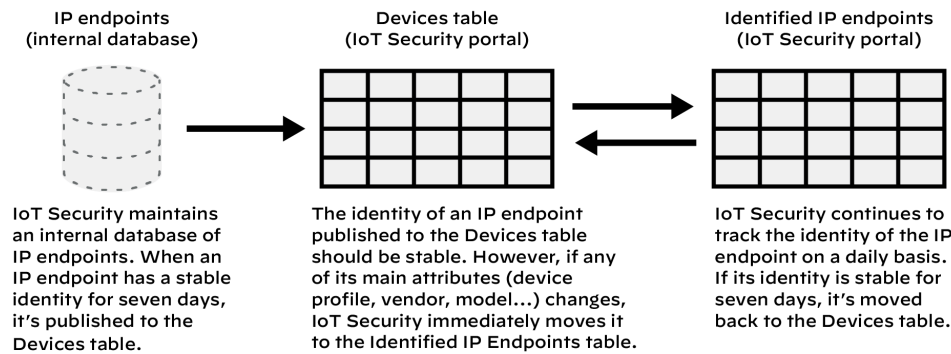 IP endpoints
(internal database)
Devices table
(IoT Security portal)
Identified IP endpoints
(IoT Security portal)
IoT Security maintains
an internal database of
IP endpoints. When an
IP endpoint has a stable
identity for seven days,
it's published to the
Devices table.
The identity of an IP endpoint
published to the Devices table
should be stable. However, if any
of its main attributes (device
profile, vendor, model...) changes,
IoT Security immediately moves it
to the Identified IP Endpoints table.
IoT Security continues to
track the identity of the IP
endpoint on a daily basis.
If its identity is stable for
seven days, it's moved
back to the Devices table.